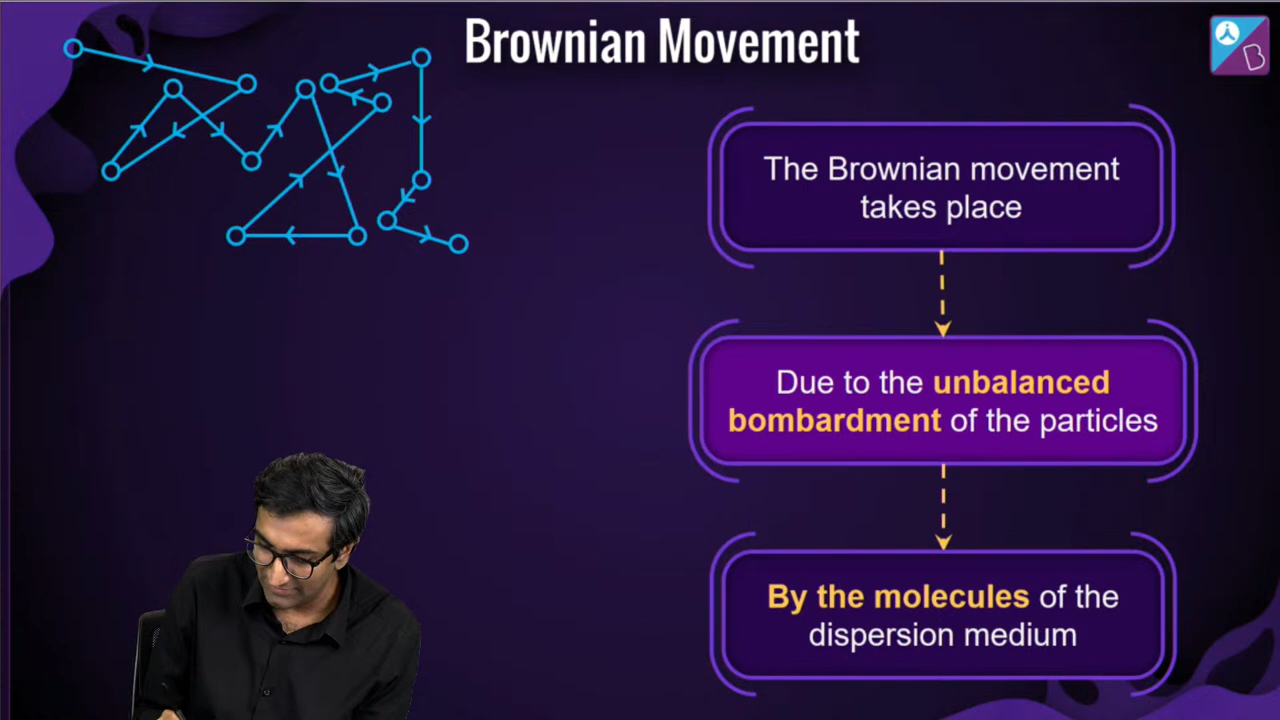 Brownian Movement
B
The Brownian movement
takes place
Due to the unbalanced
bombardment of the particles
By the molecules of the
dispersion medium